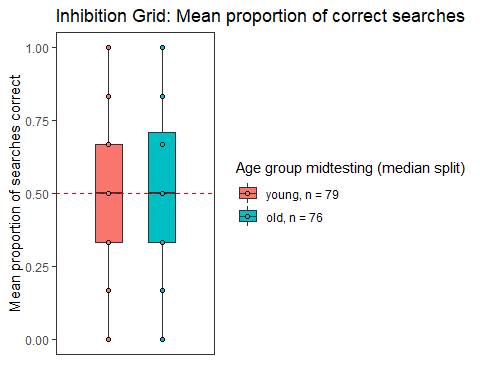 Inhibition Grid: Mean proportion of correct searches
Mean proportion of searches correct
1.00
0.75
0.50
0.25
0.00
Age group midtesting (median split)
young, n = 79
old, n = 76